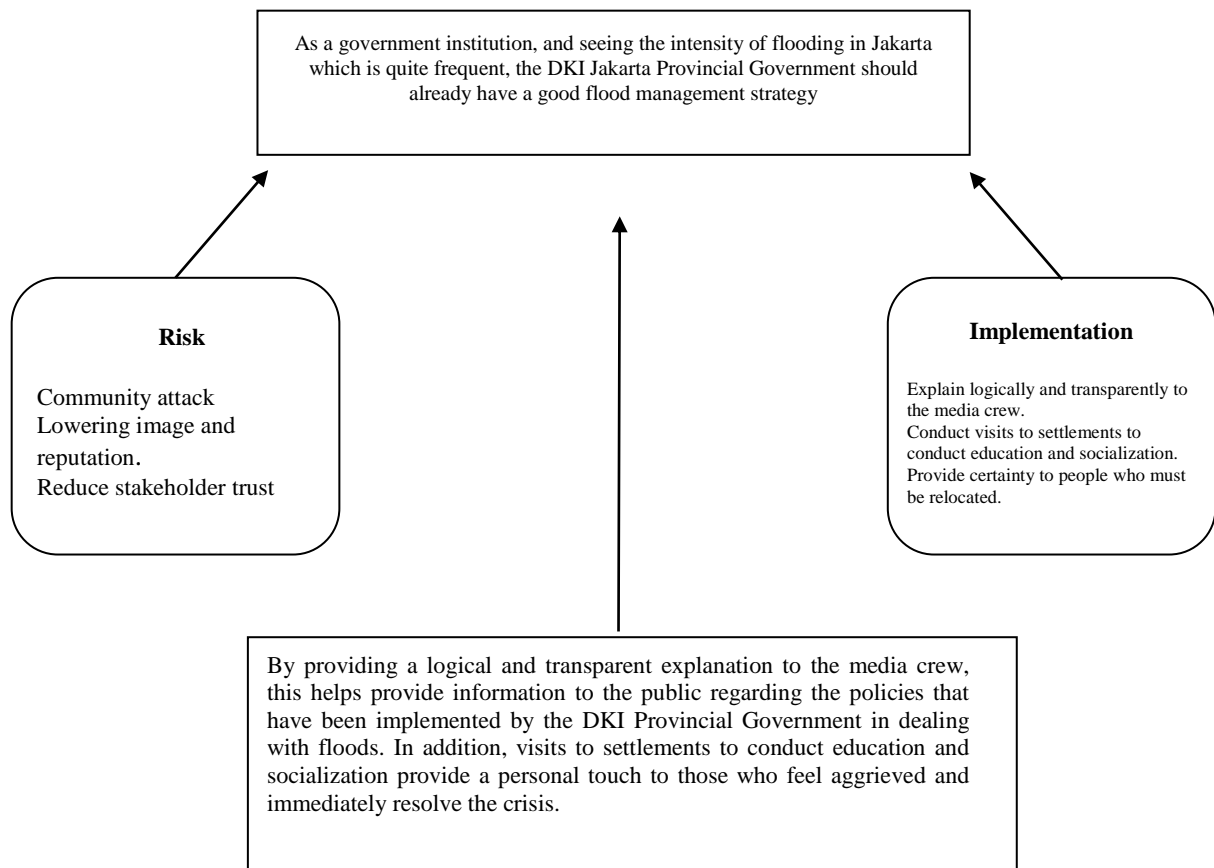 As a government institution, and seeing the intensity of flooding in Jakarta
which is quite frequent, the DKI Jakarta Provincial Government should
already have a good flood management strategy
Risk
Community attack
Lowering image and
reputation.
Reduce stakeholder trust
Implementation
Explain logically and transparently to
the media crew.
Conduct visits to settlements to
conduct education and socialization.
Provide certainty to people who must
be relocated.
By providing a logical and transparent explanation to the media crew,
this helps provide information to the public regarding the policies that
have been implemented by the DKI Provincial Government in dealing
with floods. In addition, visits to settlements to conduct education and
socialization provide a personal touch to those who feel aggrieved and
immediately resolve the crisis.